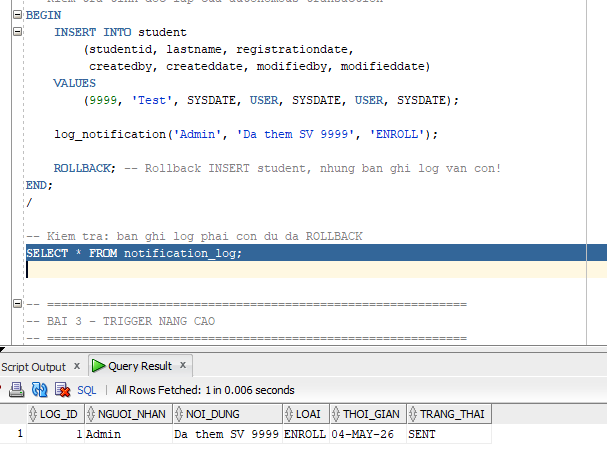 BEGIN
INSERT INTO student
(studentid, lastname, registrationdate,
createdby, createddate, modifiedby, modifieddate)
VALUES
(9999, 'Test', SYSDATE, USER, SYSDATE, USER, SYSDATE);
log_notification('Admin', 'Da them SV 9999', 'ENROLL');
ROLLBACK; -- Rollback INSERT student, nhung ban ghi log van con!
END;
/
-- Kiem tra: ban ghi log phai con du da ROLLBACK
SELECT * FROM notification_log;
-- ======================================================
-- BAI 3 - TRIGGER NANG CAO
-- ======================================================
Script Output x Query Result x
SQL | All Rows Fetched: 1 in 0.006 seconds
LOG_ID NGUOI_NHAN NOI_DUNG LOAI THOI_GIAN TRANG_THAI
1 1 Admin Da them SV 9999 ENROLL 04-MAY-26 SENT